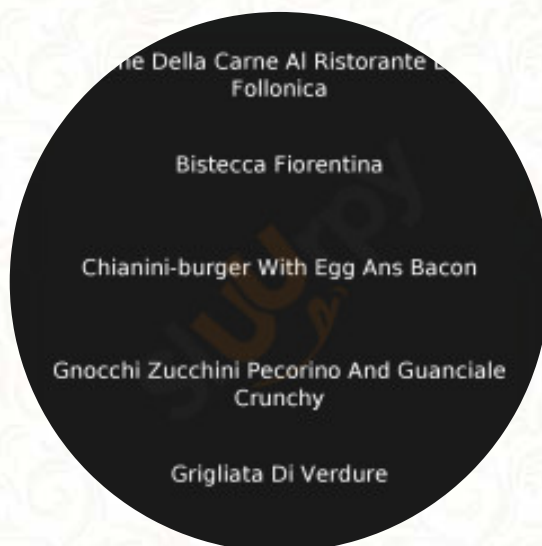 Della Carne Al Ristorante
Follonica
Bistecca Fiorentina
Chianini-burger With Egg Ans Bacon
Gnocchi Zucchini Pecorino And Guanciale
Crunchy
Grigliata Di Verdure
sluurpy